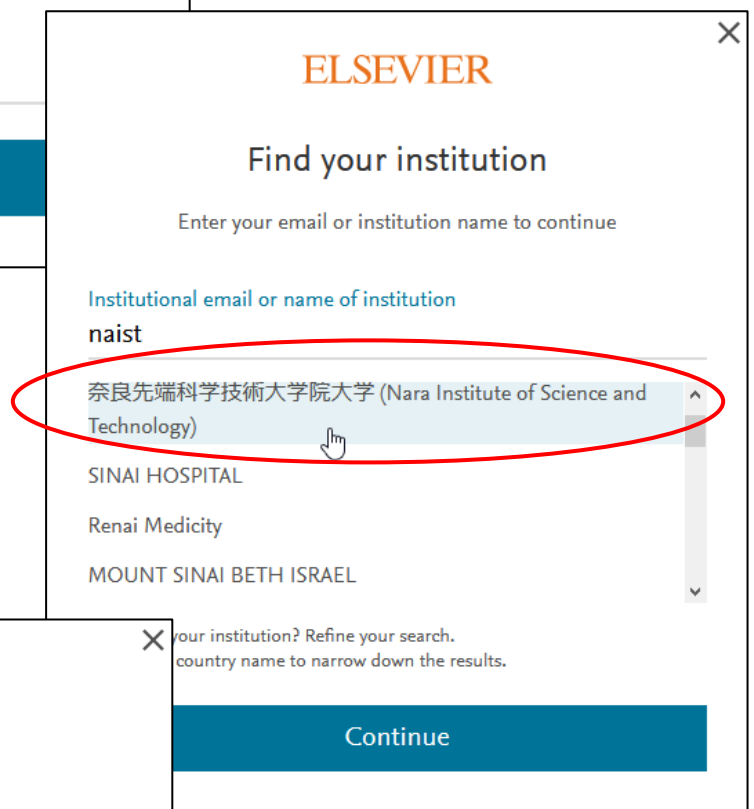 ELSEVIER
Find your institution
Enter your email or institution name to continue
Institutional email or name of institution
naist
奈良先端科学技術大学院大学 (Nara Institute of Science and
Technology)
SINAI HOSPITAL
Renai Medicity
MOUNT SINAI BETH ISRAEL
your institution? Refine your search.
country name to narrow down the results.
Continue